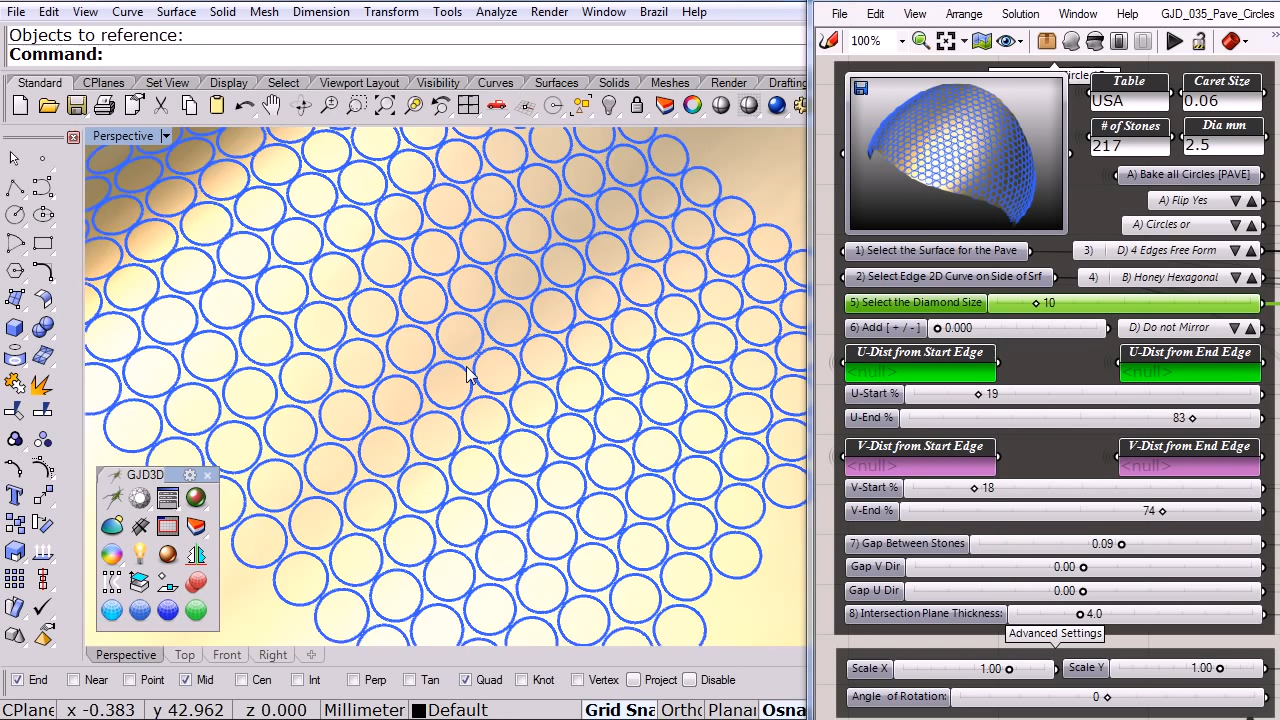 File Edit View Curve Surface Solid Mesh Dimension Transform Tools Analyze Render Window Brazil Help
Objects to reference:
Command:
Standard CPlanes Set View Display Select Viewport Layout Visibility Curves Surfaces Solids Meshes Render Drafting
Perspective
GJD3D
Perspective Top Front Right
End Near Point Mid Cen Int Perp Tan Quad Knot Vertex Project Disable
CPlane x -0.383 y 42.962 z 0.000 Millimeter Default Grid Sna Ortho Planar Osna
File Edit View Arrange Solution Window Help GJD_035_Pave_Circles
100%
Table Caret Size
USA 0.06
# of Stones Dia mm
217 2.5
A) Bake all Circles [PAVE]
A) Flip Yes
A) Circles or
1) Select the Surface for the Pave 3) D) 4 Edges Free Form
2) Select Edge 2D Curve on Side of Srf 4) B) Honey Hexagonal
5) Select the Diamond Size 10
6) Add [ + / - ] 0.000 D) Do not Mirror
U-Dist from Start Edge U-Dist from End Edge
<null> <null>
U-Start % 19
U-End % 83
V-Dist from Start Edge V-Dist from End Edge
<null> <null>
V-Start % 18
V-End % 74
7) Gap Between Stones 0.09
Gap V Dir 0.00
Gap U Dir 0.00
8) Intersection Plane Thickness: 4.0
Advanced Settings
Scale X 1.00 Scale Y 1.00
Angle of Rotation: 0